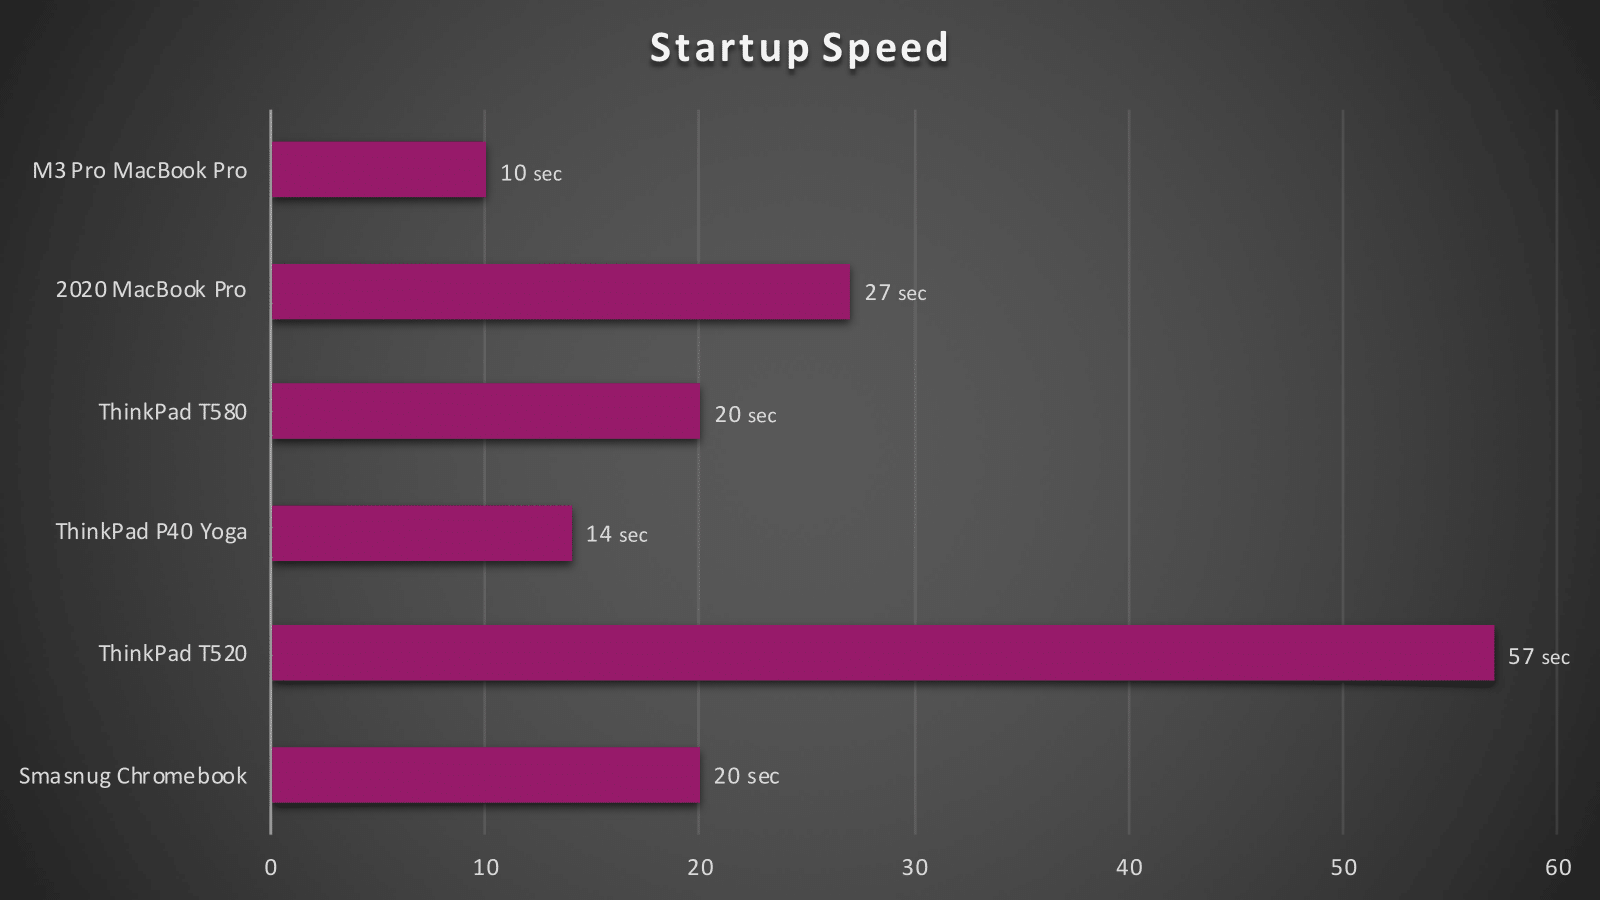 Startup Speed
M3 Pro MacBook Pro
10 sec
2020 MacBook Pro
27 sec
ThinkPad T580
20 sec
ThinkPad P40 Yoga
14 sec
ThinkPad T520
57 sec
Smasnug Chromebook
20 sec
0 10 20 30 40 50 60